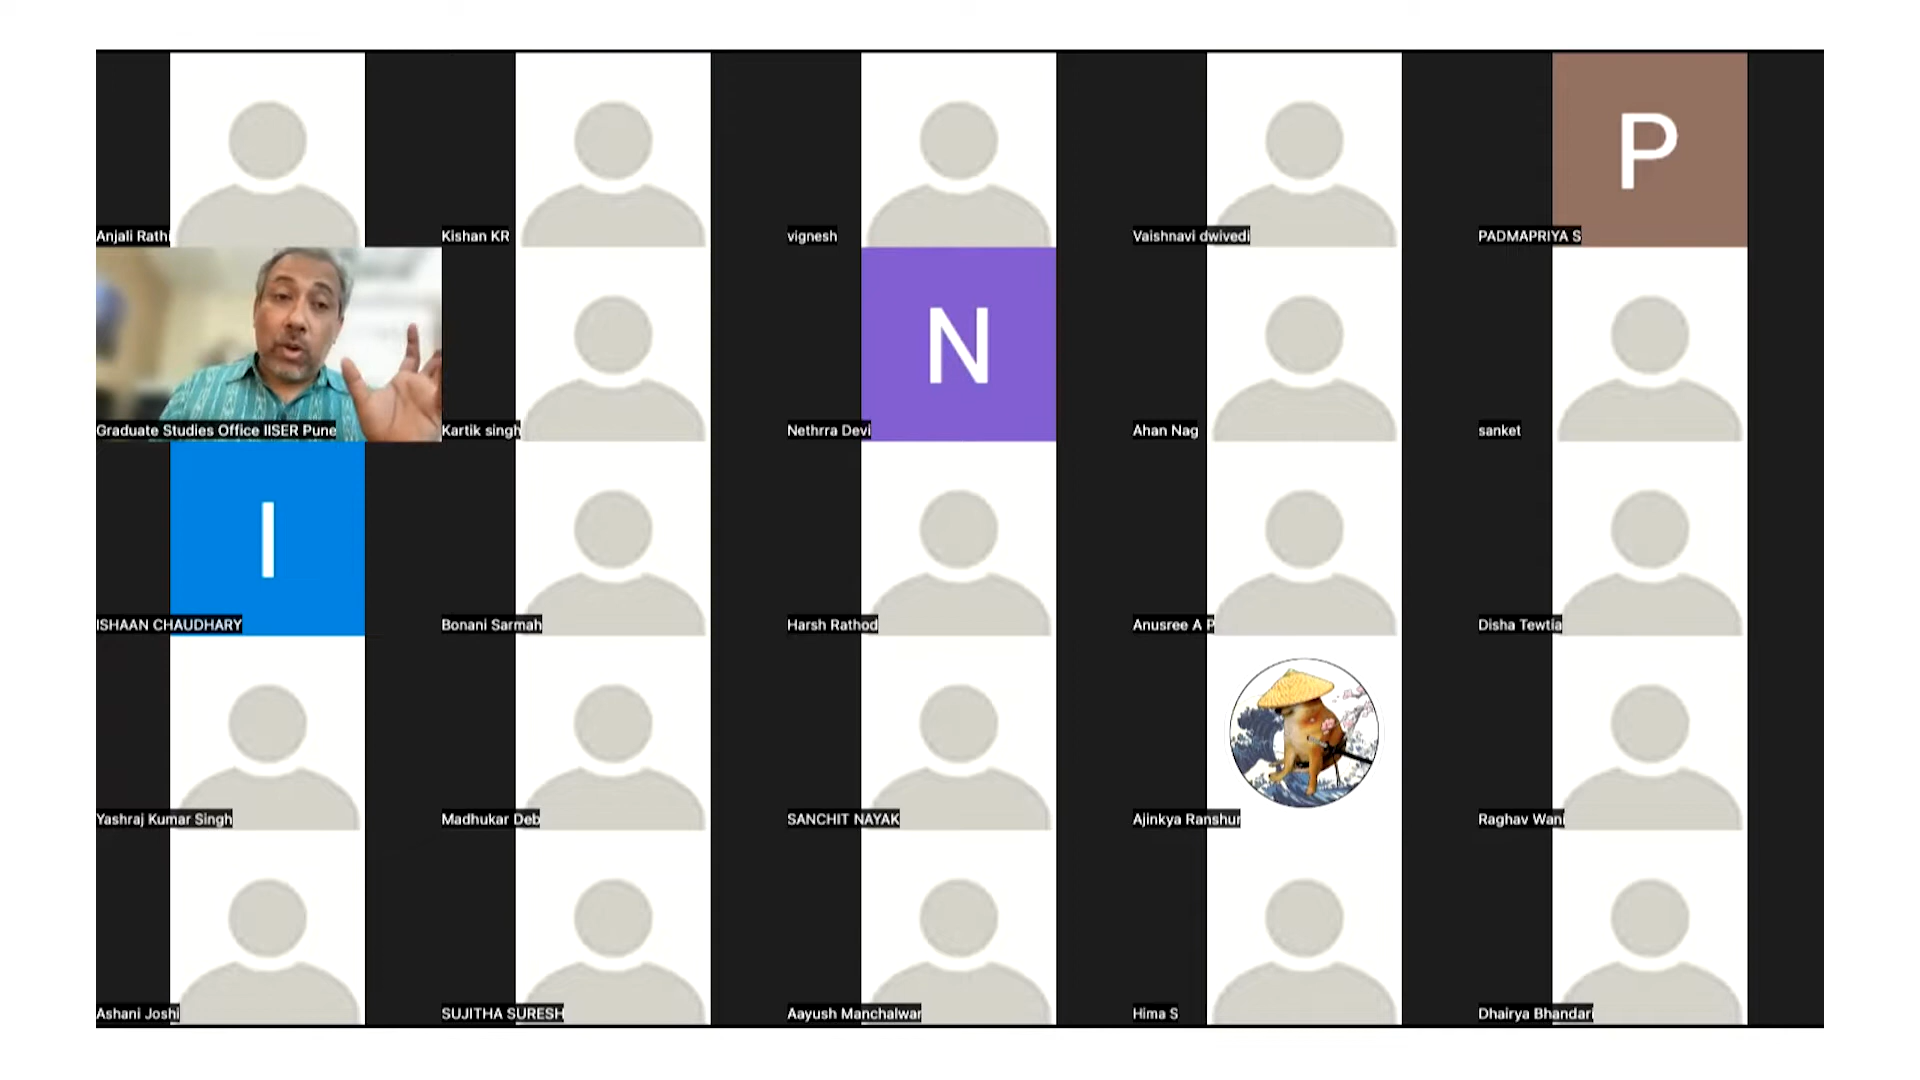 P
Anjali Rathi
Kishan KR
vignesh
Vaishnavi dwivedi
PADMAPRIYA S
N
Graduate Studies Office IISER Pune
Kartik singh
Nethrra Devi
Ahan Nag
sanket
I
ISHAAN CHAUDHARY
Bonani Sarmah
Harsh Rathod
Anusree A P
Disha Tewtia
Yashraj Kumar Singh
Madhukar Deb
SANCHIT NAYAK
Ajinkya Ranshur
Raghav Wani
Ashani Joshi
SUJITHA SURESH
Aayush Manchalwar
Hima S
Dhairya Bhandari